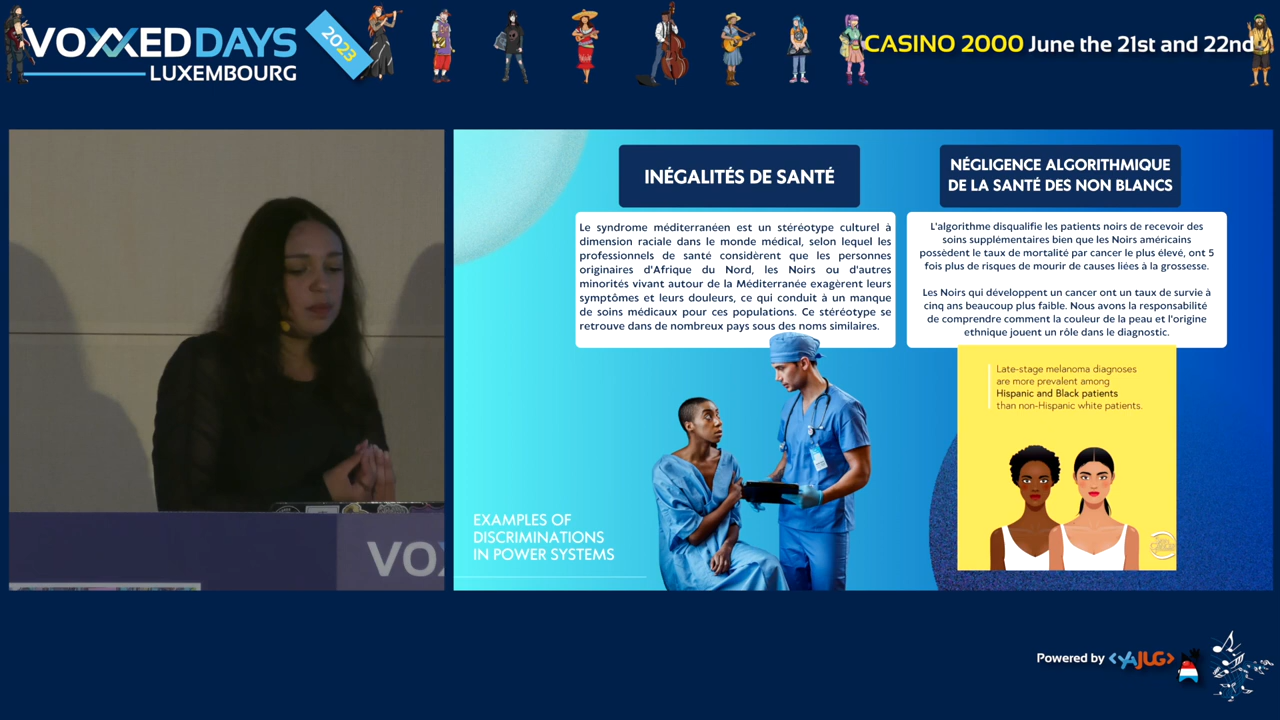 VOXXEDDAYS
LUXEMBOURG
2023
CASINO 2000 June the 21st and 22nd
INÉGALITÉS DE SANTÉ
Le syndrome méditerranéen est un stéréotype culturel à
dimension raciale dans le monde médical, selon lequel les
professionnels de santé considèrent que les personnes
originaires d'Afrique du Nord, les Noirs ou d'autres
minorités vivant autour de la Méditerranée exagèrent leurs
symptômes et leurs douleurs, ce qui conduit à un manque
de soins médicaux pour ces populations. Ce stéréotype se
retrouve dans de nombreux pays sous des noms similaires.
NÉGLIGENCE ALGORITHMIQUE
DE LA SANTÉ DES NON BLANCS
L'algorithme disqualifie les patients noirs de recevoir des
soins supplémentaires bien que les Noirs américains
possèdent le taux de mortalité par cancer le plus élevé, ont 5
fois plus de risques de mourir de causes liées à la grossesse.
Les Noirs qui développent un cancer ont un taux de survie à
cinq ans beaucoup plus faible. Nous avons la responsabilité
de comprendre comment la couleur de la peau et l'origine
ethnique jouent un rôle dans le diagnostic.
Late-stage melanoma diagnoses
are more prevalent among
Hispanic and Black patients
than non-Hispanic white patients.
EXAMPLES OF
DISCRIMINATIONS
IN POWER SYSTEMS
VOX
Powered by <YAJUG>